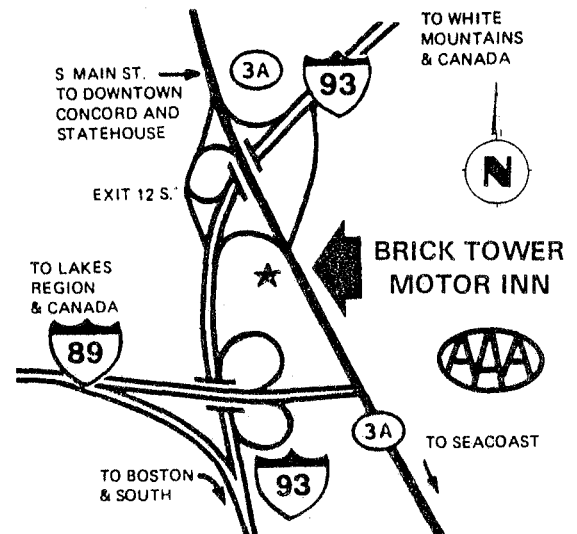 TO WHITE
MOUNTAINS
& CANADA
S MAIN ST.
TO DOWNTOWN
CONCORD AND
STATEHOUSE
3A
93
N
EXIT 12 S.
BRICK TOWER
MOTOR INN
TO LAKES
REGION
& CANADA
89
AAA
3A
TO SEACOAST
TO BOSTON
& SOUTH
93